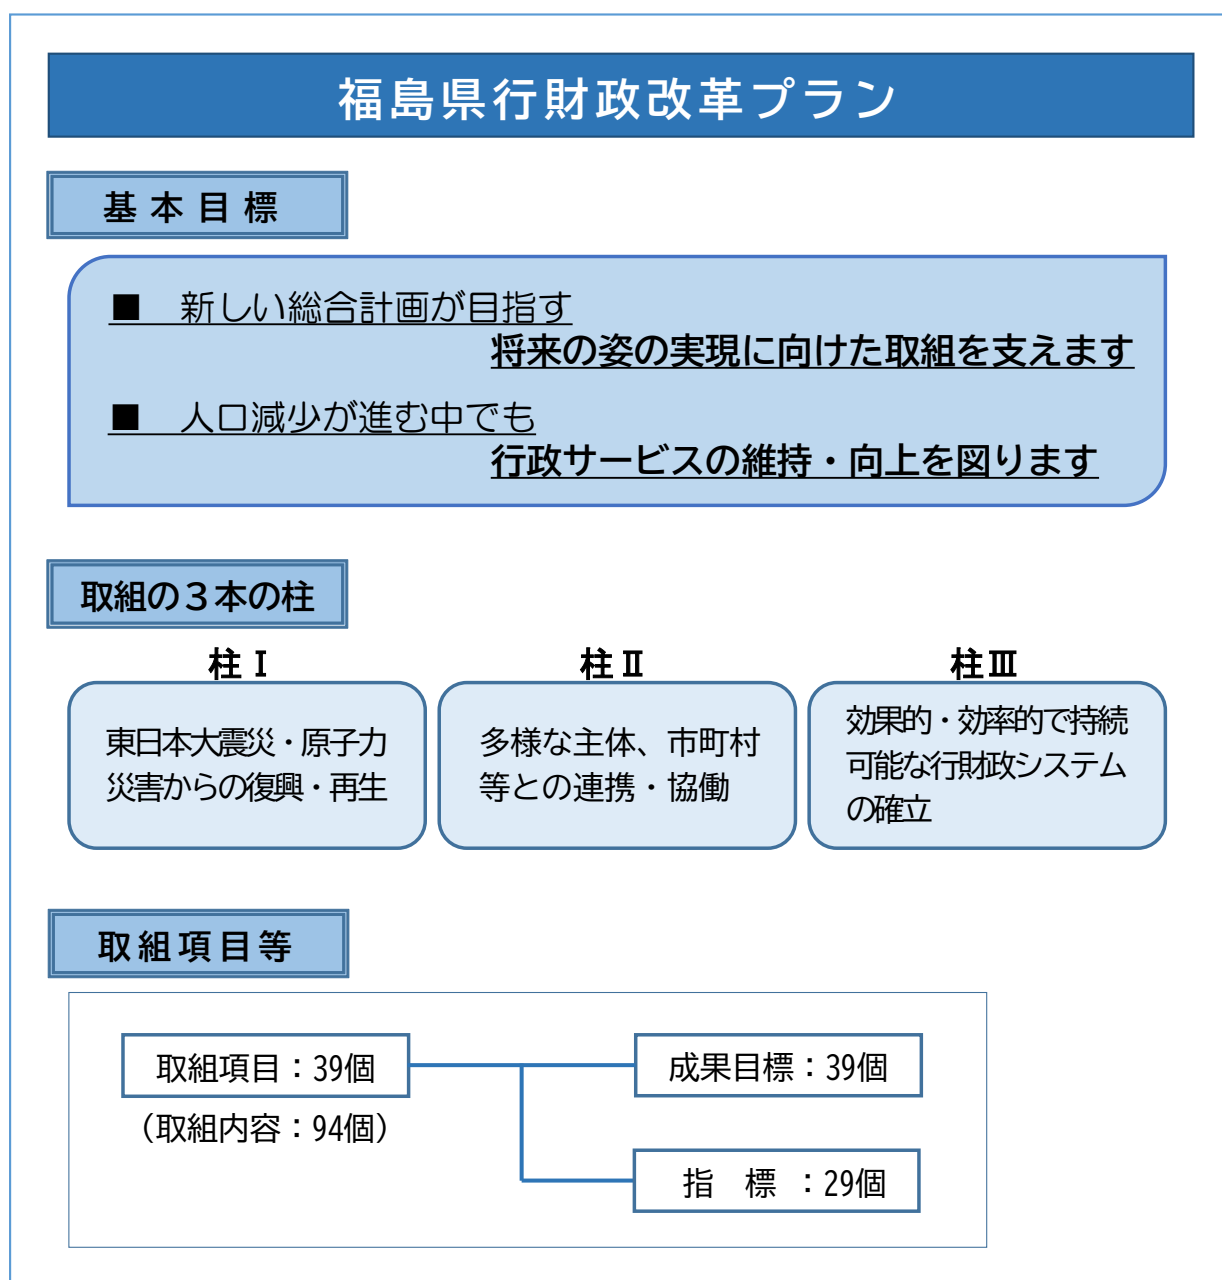 福島県行財政改革プラン
基本目標
■ 新しい総合計画が目指す
将来の姿の実現に向けた取組を支えます
■ 人口減少が進む中でも
行政サービスの維持・向上を図ります
取組の３本の柱
柱Ⅰ
東日本大震災・原子力
災害からの復興・再生
柱Ⅱ
多様な主体、市町村
等との連携・協働
柱Ⅲ
効果的・効率的で持続
可能な行財政システム
の確立
取組項目等
取組項目：39個
（取組内容：94個）
成果目標：39個
指　標　：29個